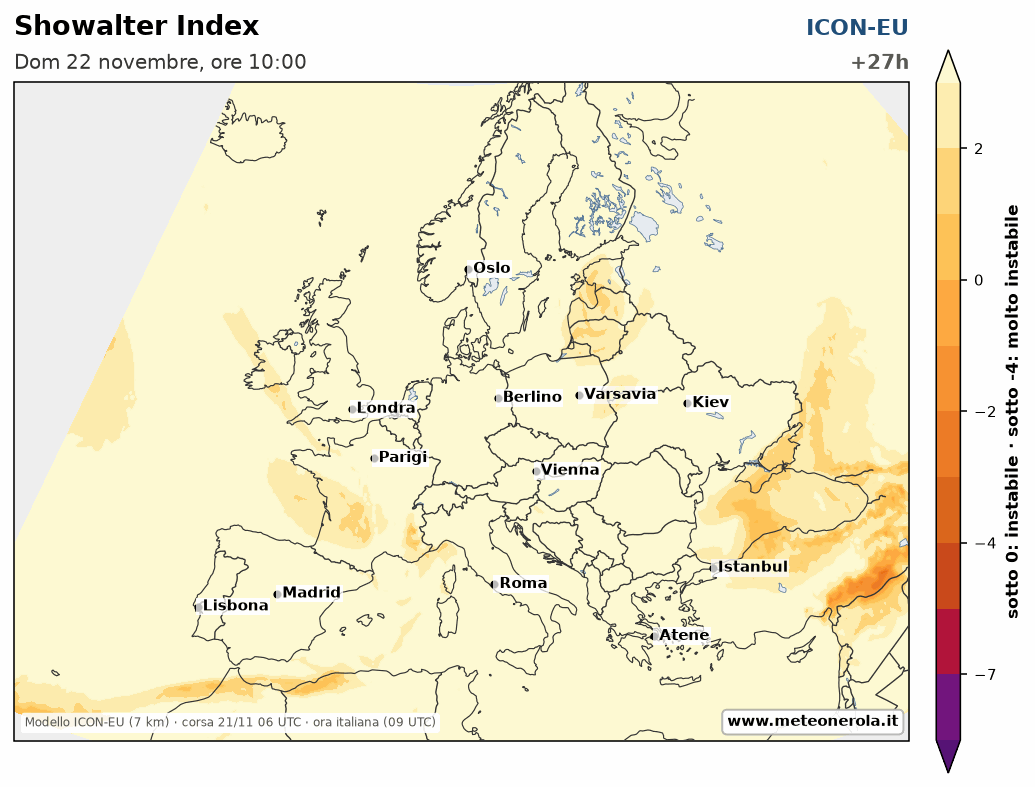 Showalter Index
ICON-EU
Dom 22 novembre, ore 10:00
+27h
Oslo
Berlino
Varsavia
Kiev
Londra
Parigi
Vienna
Istanbul
Roma
Madrid
Lisbona
Atene
Modello ICON-EU (7 km) · corsa 21/11 06 UTC · ora italiana (09 UTC)
www.meteonerola.it
2
0
−2
−4
−7
sotto 0: instabile · sotto -4: molto instabile